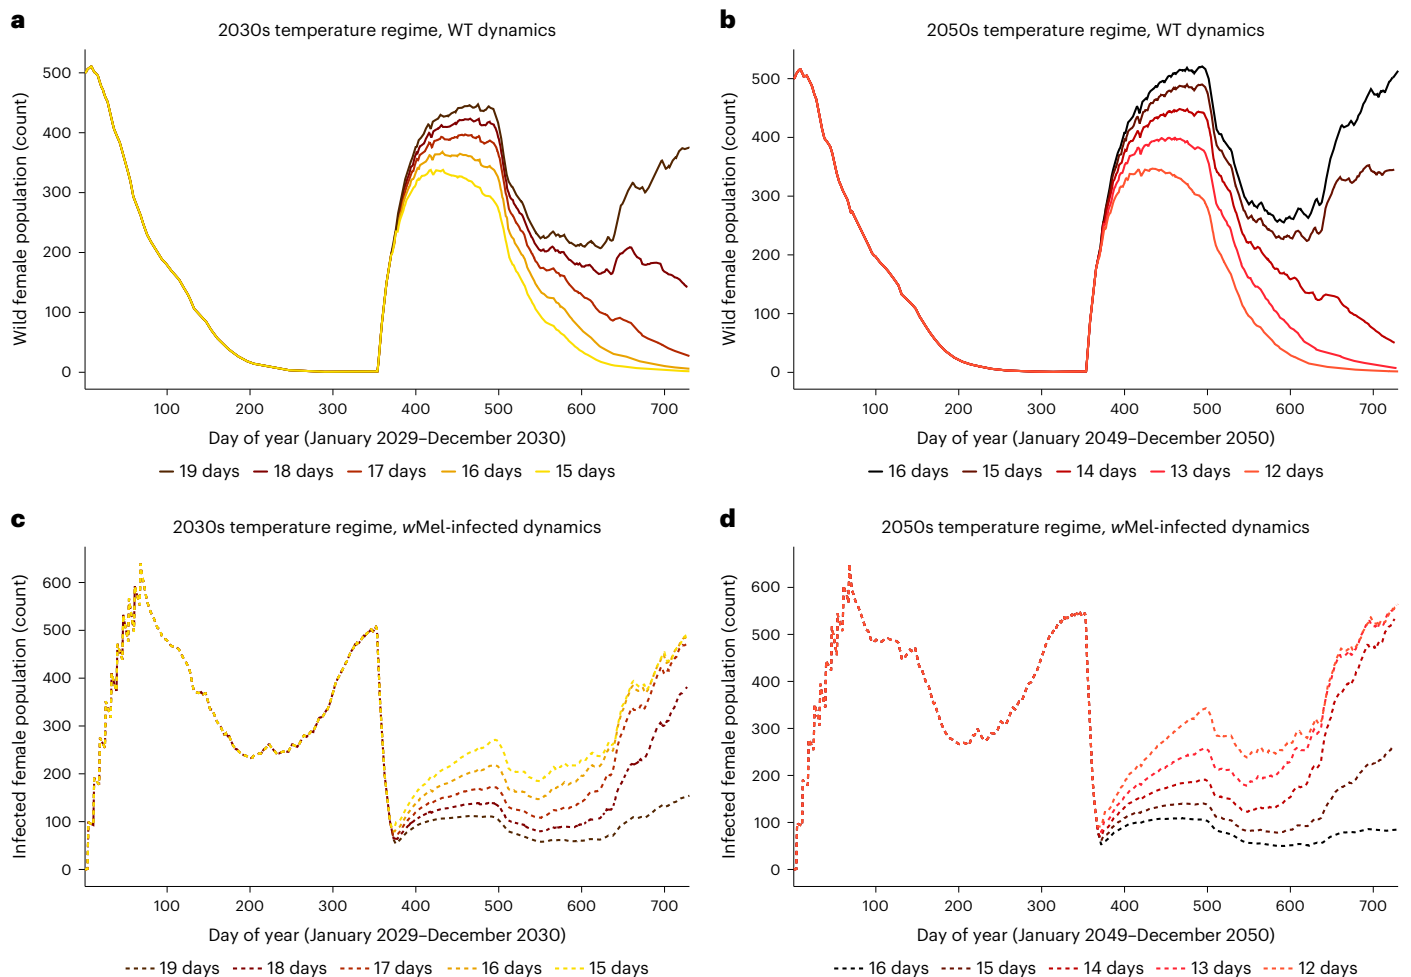 a
2030s temperature regime, WT dynamics
Wild female population (count)
500
400
300
200
100
0
100 200 300 400 500 600 700
Day of year (January 2029–December 2030)
19 days 18 days 17 days 16 days 15 days
b
2050s temperature regime, WT dynamics
Wild female population (count)
500
400
300
200
100
0
100 200 300 400 500 600 700
Day of year (January 2049–December 2050)
16 days 15 days 14 days 13 days 12 days
c
2030s temperature regime, wMel-infected dynamics
Infected female population (count)
600
500
400
300
200
100
0
100 200 300 400 500 600 700
Day of year (January 2029–December 2030)
19 days 18 days 17 days 16 days 15 days
d
2050s temperature regime, wMel-infected dynamics
Infected female population (count)
600
500
400
300
200
100
0
100 200 300 400 500 600 700
Day of year (January 2049–December 2050)
16 days 15 days 14 days 13 days 12 days